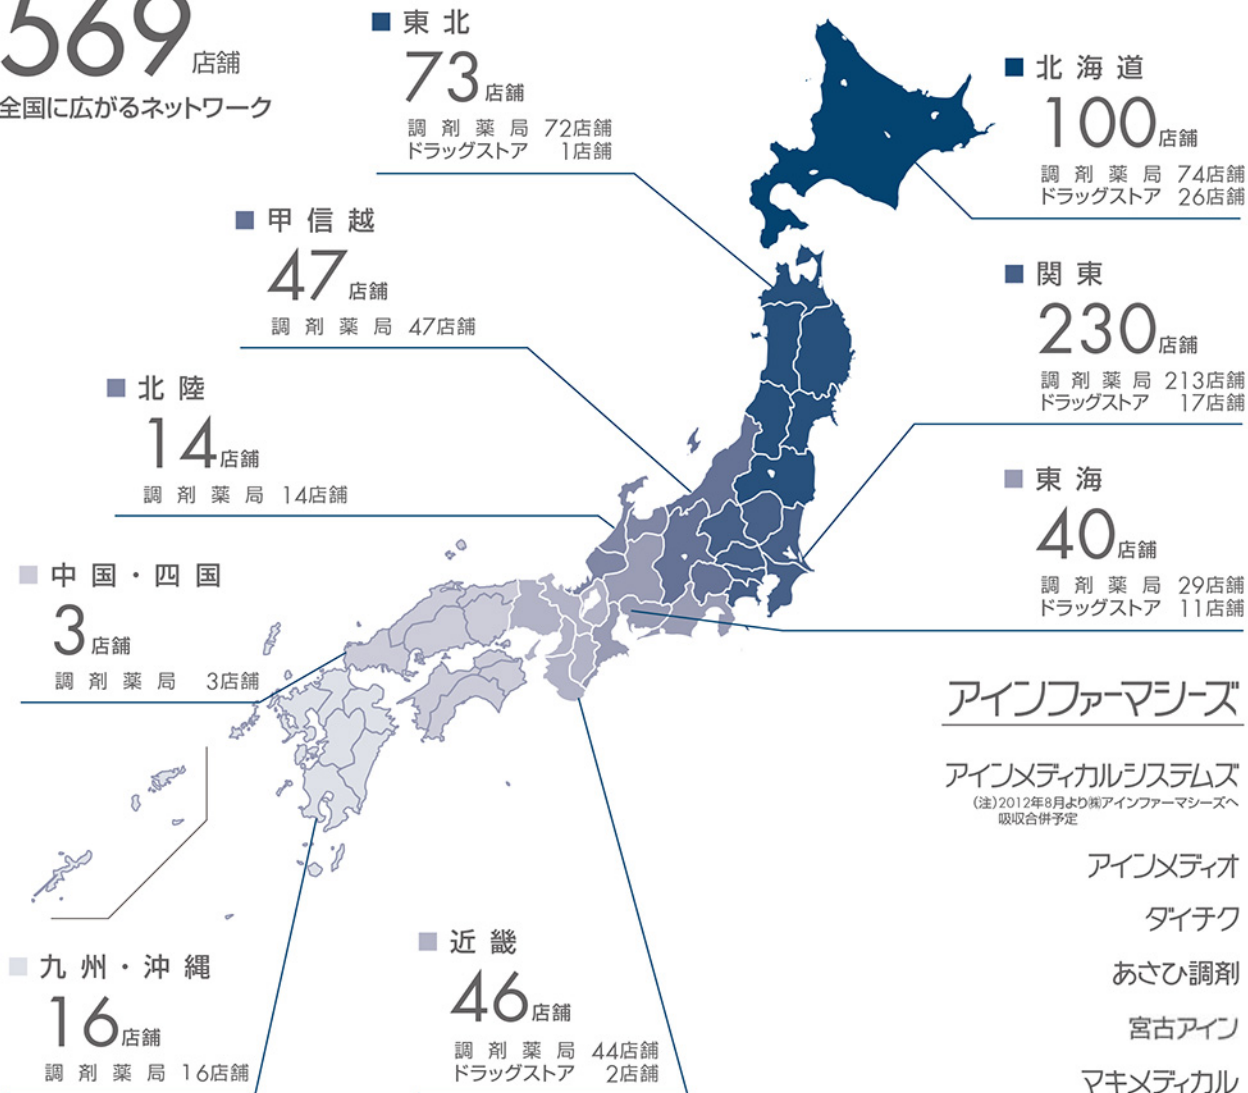 569店舗
全国に広がるネットワーク
東北
73店舗
調剤薬局 72店舗
ドラッグストア 1店舗
北海道
100店舗
調剤薬局 74店舗
ドラッグストア 26店舗
甲信越
47店舗
調剤薬局 47店舗
関東
230店舗
調剤薬局 213店舗
ドラッグストア 17店舗
北陸
14店舗
調剤薬局 14店舗
東海
40店舗
調剤薬局 29店舗
ドラッグストア 11店舗
中国・四国
3店舗
調剤薬局 3店舗
アインファーマシーズ
アインメディカルシステムズ
(注)2012年8月より㈱アインファーマシーズへ
吸収合併予定
アインメディオ
ダイチク
あさひ調剤
宮古アイン
マキメディカル
九州・沖縄
16店舗
調剤薬局 16店舗
近畿
46店舗
調剤薬局 44店舗
ドラッグストア 2店舗